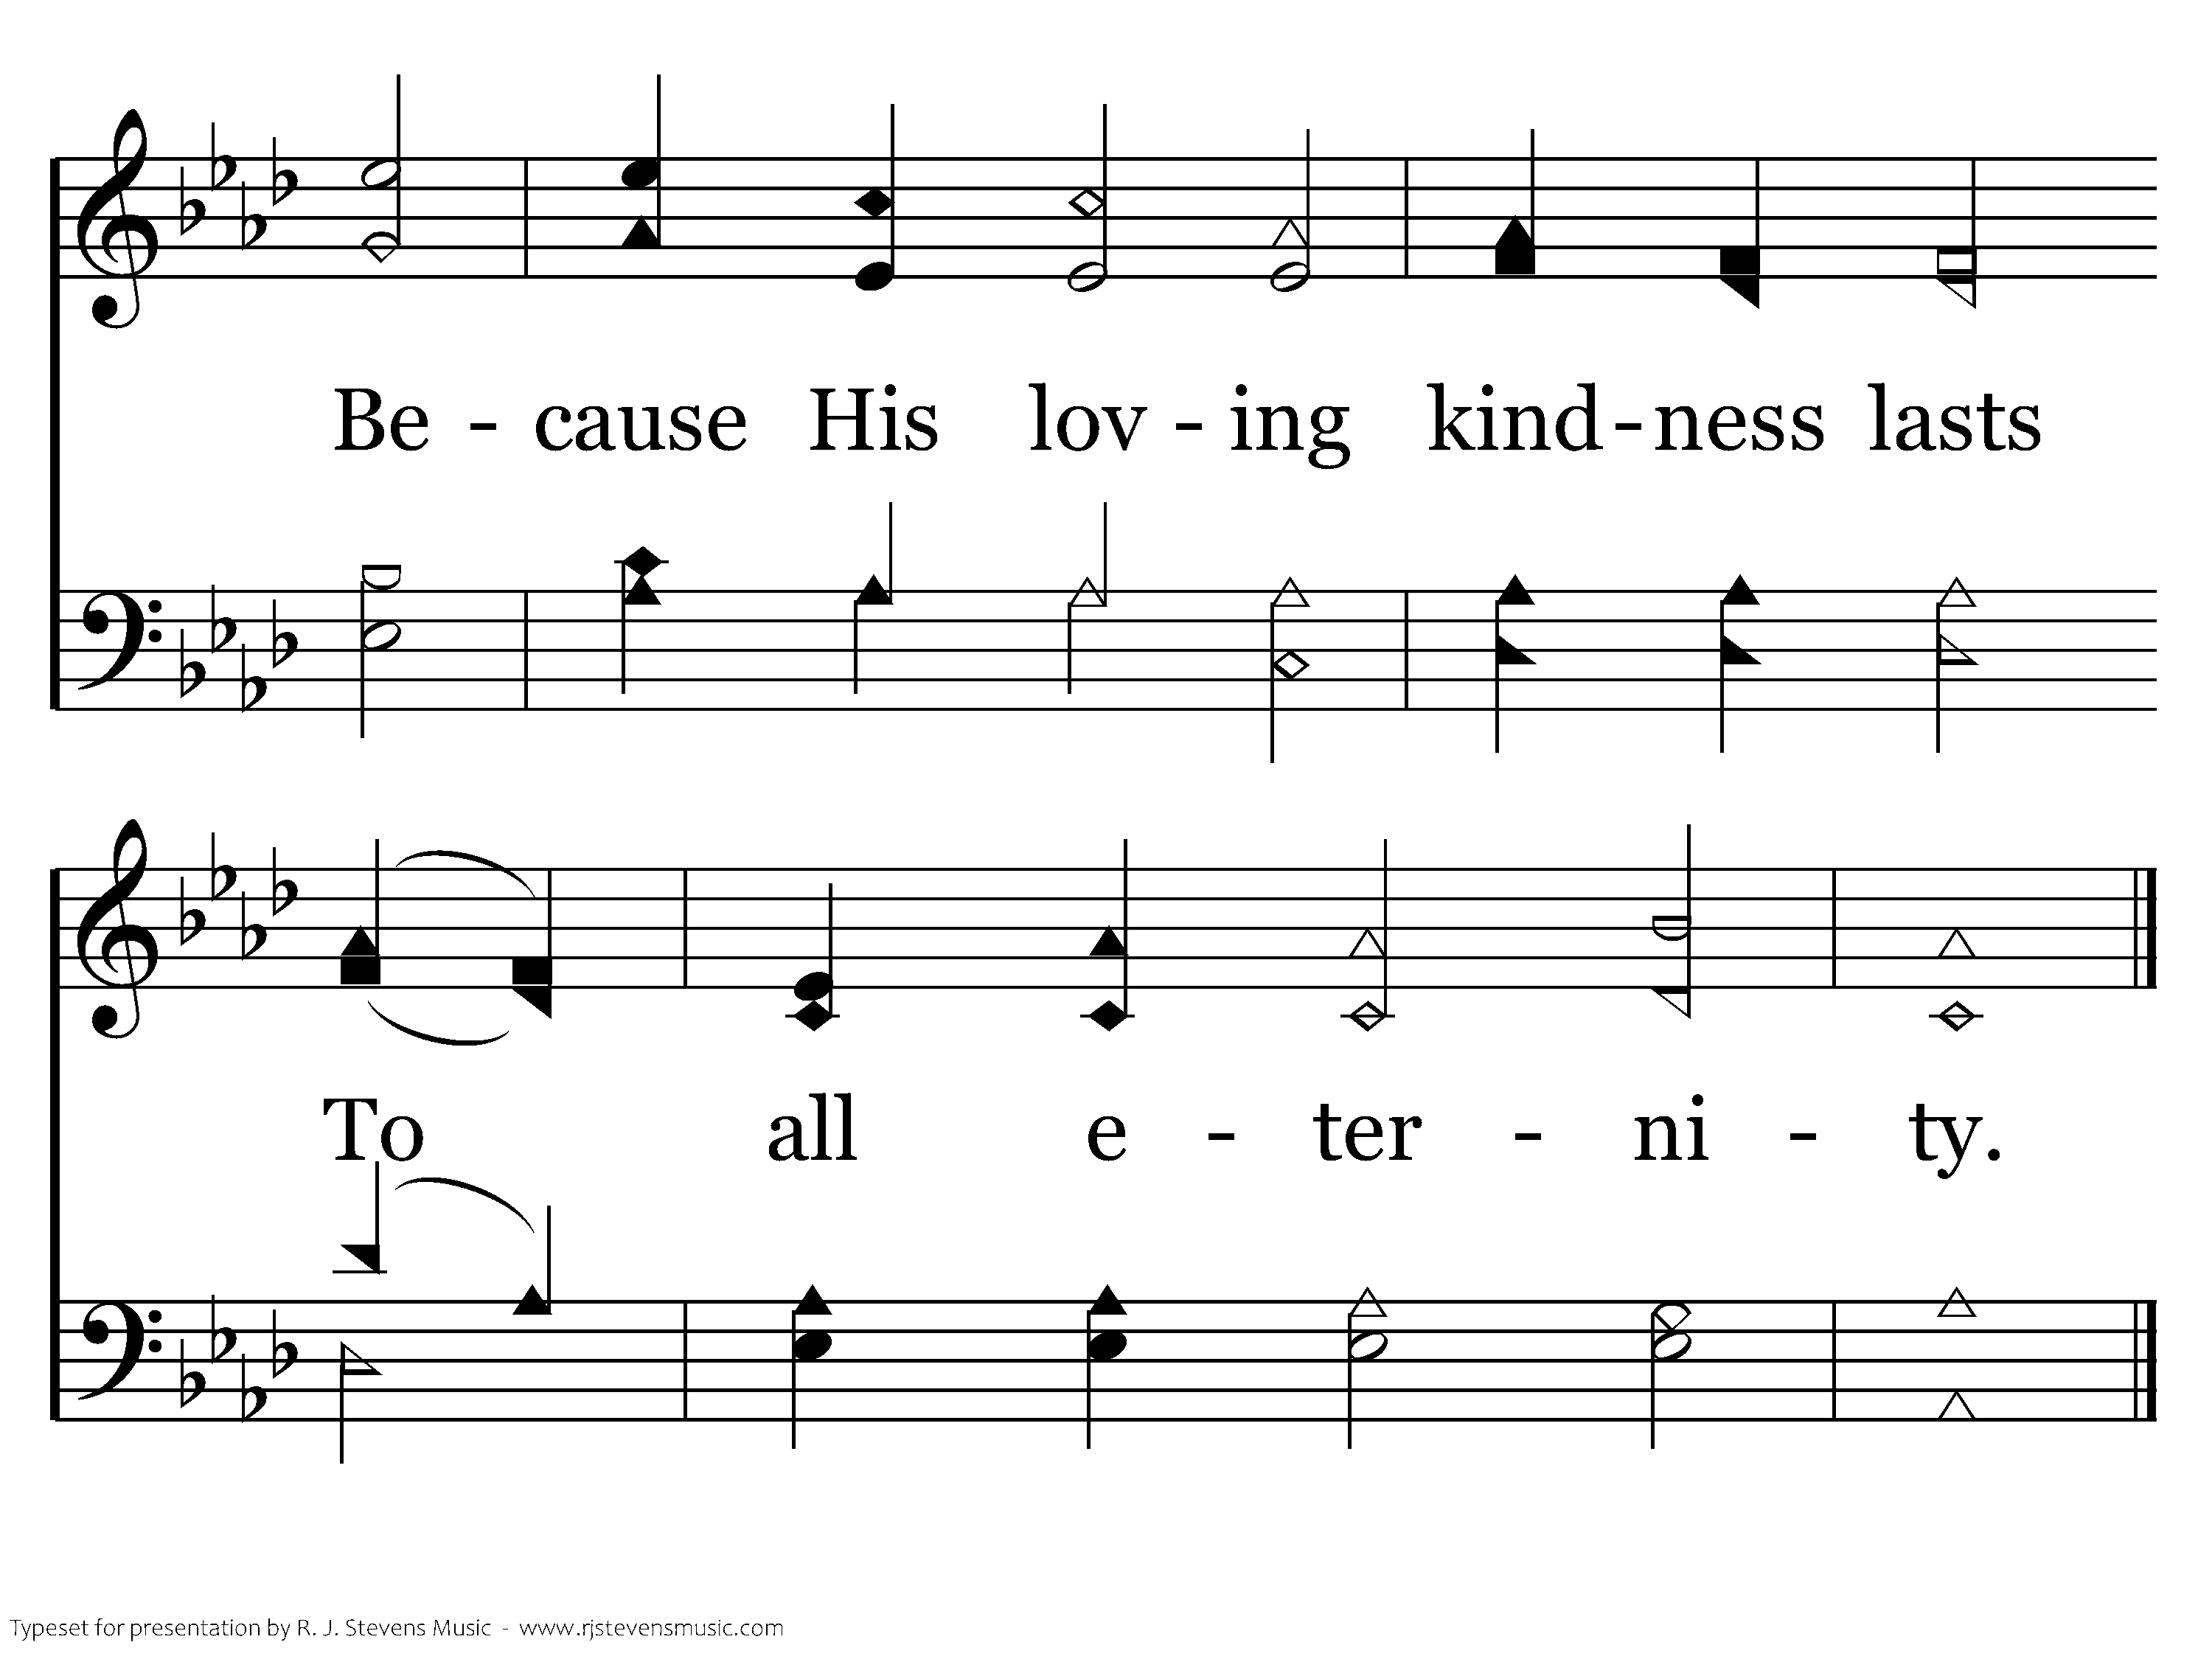 Be - cause His lov - ing kind - ness lasts
To all e - ter - ni - ty.
Typeset for presentation by R. J. Stevens Music - www.rjstevensmusic.com